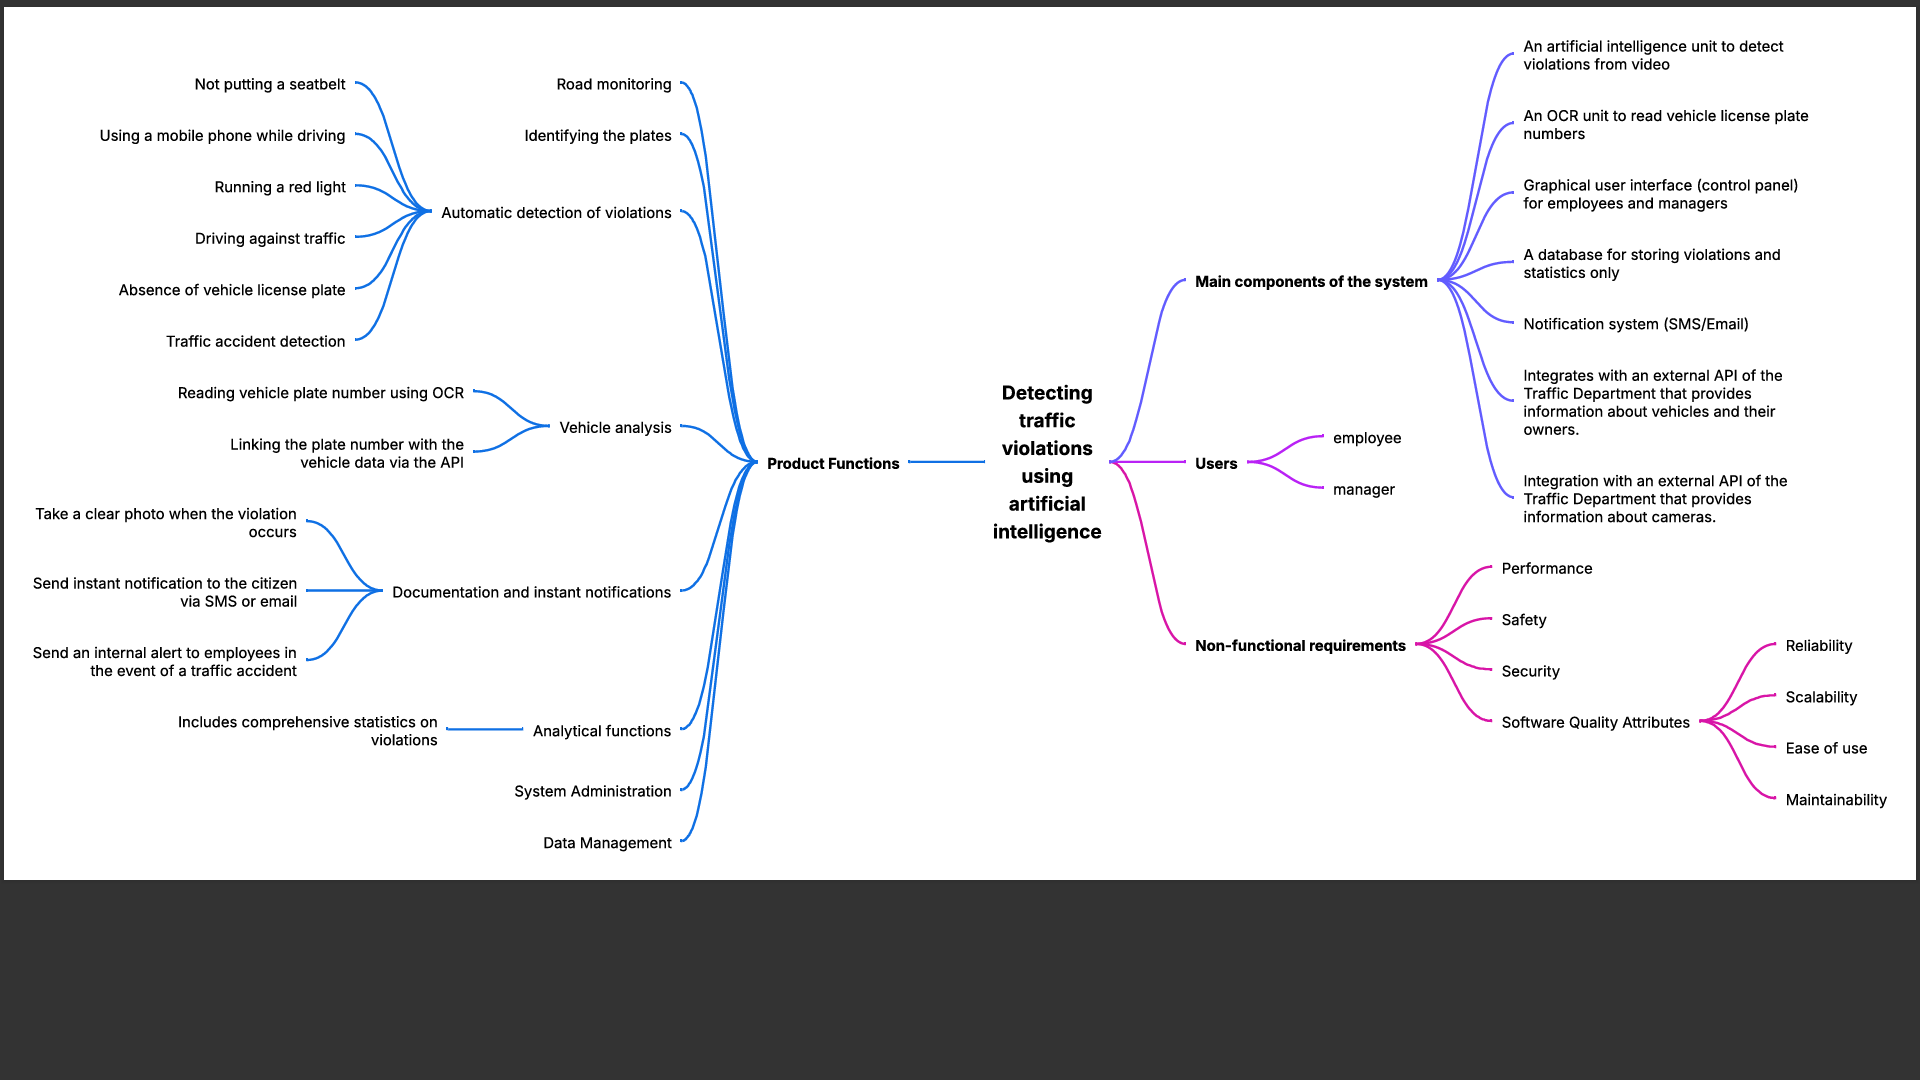 Detecting
traffic
violations
using
artificial
intelligence
Product Functions
Road monitoring
Identifying the plates
Automatic detection of violations
Not putting a seatbelt
Using a mobile phone while driving
Running a red light
Driving against traffic
Absence of vehicle license plate
Traffic accident detection
Vehicle analysis
Reading vehicle plate number using OCR
Linking the plate number with the
vehicle data via the API
Documentation and instant notifications
Take a clear photo when the violation
occurs
Send instant notification to the citizen
via SMS or email
Send an internal alert to employees in
the event of a traffic accident
Analytical functions
Includes comprehensive statistics on
violations
System Administration
Data Management
Main components of the system
An artificial intelligence unit to detect
violations from video
An OCR unit to read vehicle license plate
numbers
Graphical user interface (control panel)
for employees and managers
A database for storing violations and
statistics only
Notification system (SMS/Email)
Integrates with an external API of the
Traffic Department that provides
information about vehicles and their
owners.
Integration with an external API of the
Traffic Department that provides
information about cameras.
Users
employee
manager
Non-functional requirements
Performance
Safety
Security
Software Quality Attributes
Reliability
Scalability
Ease of use
Maintainability